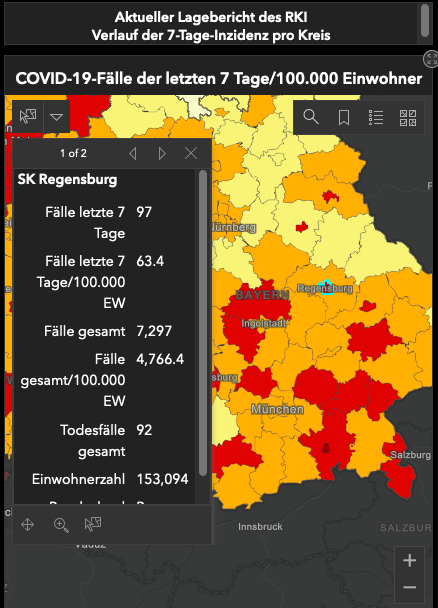 Aktueller Lagebericht des RKI
Verlauf der 7-Tage-Inzidenz pro Kreis
COVID-19-Fälle der letzten 7 Tage/100.000 Einwohner
1 of 2
SK Regensburg
Fälle letzte 7 97
Tage
Fälle letzte 7 63.4
Tage/100.000
EW
Fälle gesamt 7,297
Fälle 4,766.4
gesamt/100.000
EW
Todesfälle 92
gesamt
Einwohnerzahl 153,094
Nürnberg
BAYERN
Regensburg
Ingolstadt
sburg
München
Salzburg
Innsbruck
SALZBUR
Vaduz